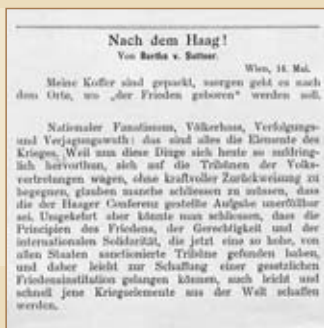 Nach dem Haag!
Von Bertha v. Suttner.
Wien, 14. Mai.
Meine Koffer sind gepackt, morgen geht es nach
dem Orte, wo „der Frieden geboren“ werden soll.
Nationaler Fanatismus, Völkerhass, Verfolgungs-
und Verjagungswuth: das sind alles die Elemente des
Krieges. Weil nun diese Dinge sich heute so aufdring-
lich hervorthun, sich auf die Tribünen der Volks-
vertretungen wagen, ohne kraftvoller Zurückweisung zu
begegnen, glauben manche schliessen zu müssen, dass
die der Haager Conferenz gestellte Aufgabe unerfüllbar
sei. Umgekehrt aber könnte man schliessen, dass die
Principien des Friedens, der Gerechtigkeit und der
internationalen Solidarität, die jetzt eine so hohe, von
allen Staaten sanctionierte Tribüne gefunden haben,
und daher leicht zur Schaffung einer gesetzlichen
Friedensinstitution gelangen können, auch leicht und
schnell jene Kriegselemente aus der Welt schaffen
werden.